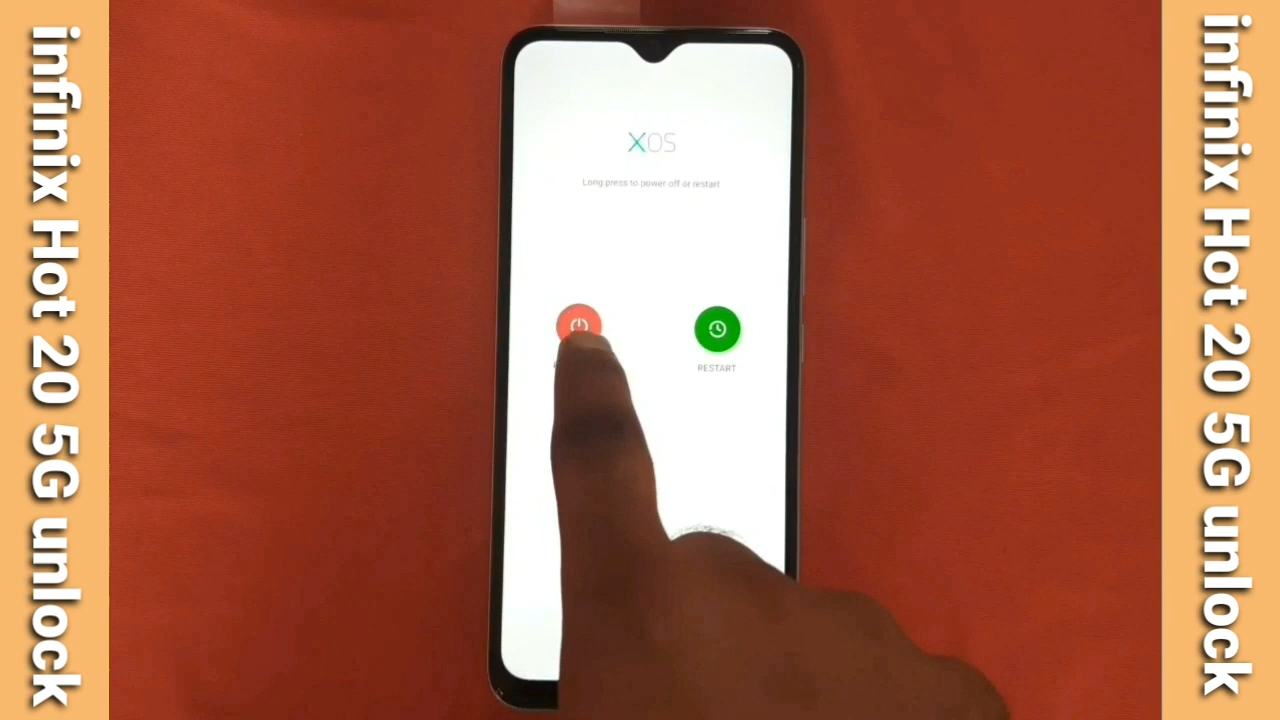 infinix Hot 20 5G unlock
XOS
Long press to power off or restart
RESTART
infinix Hot 20 5G unlock